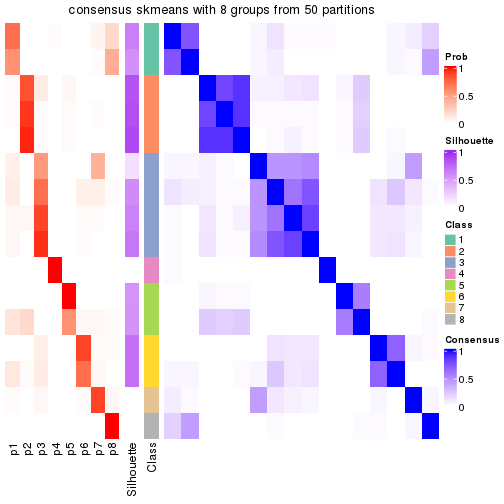 consensus skmeans with 8 groups from 50 partitions
Prob
1
0.5
0
Silhouette
1
0.5
0
Class
1
2
3
4
5
6
7
8
Consensus
1
0.5
0
p1
p2
p3
p4
p5
p6
p7
p8
Silhouette
Class